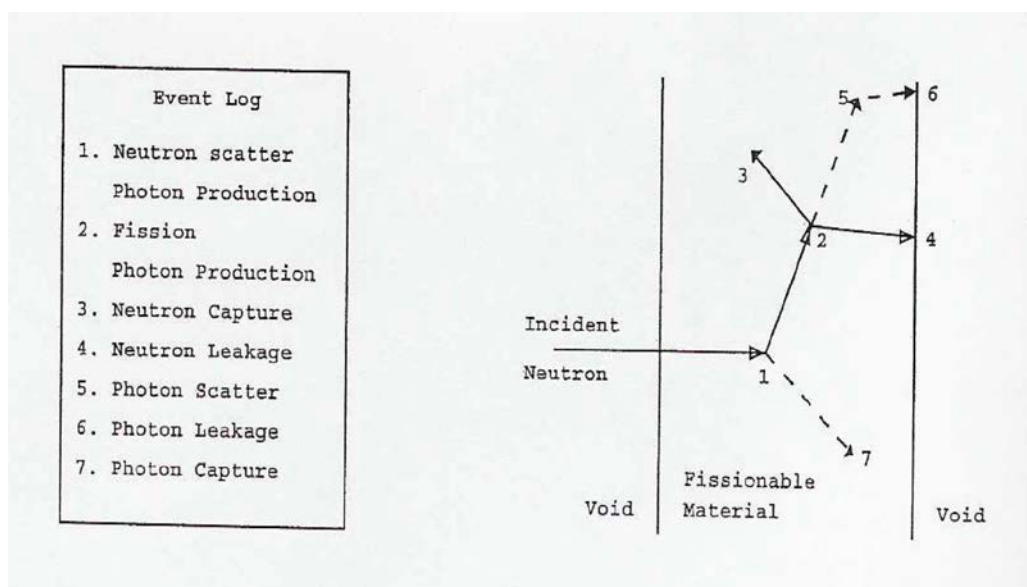 Event Log
1. Neutron scatter
Photon Production
2. Fission
Photon Production
3. Neutron Capture
4. Neutron Leakage
5. Photon Scatter
6. Photon Leakage
7. Photon Capture
5
6
3
2
4
Incident
Neutron
1
7
Fissionable
Void
Material
Void